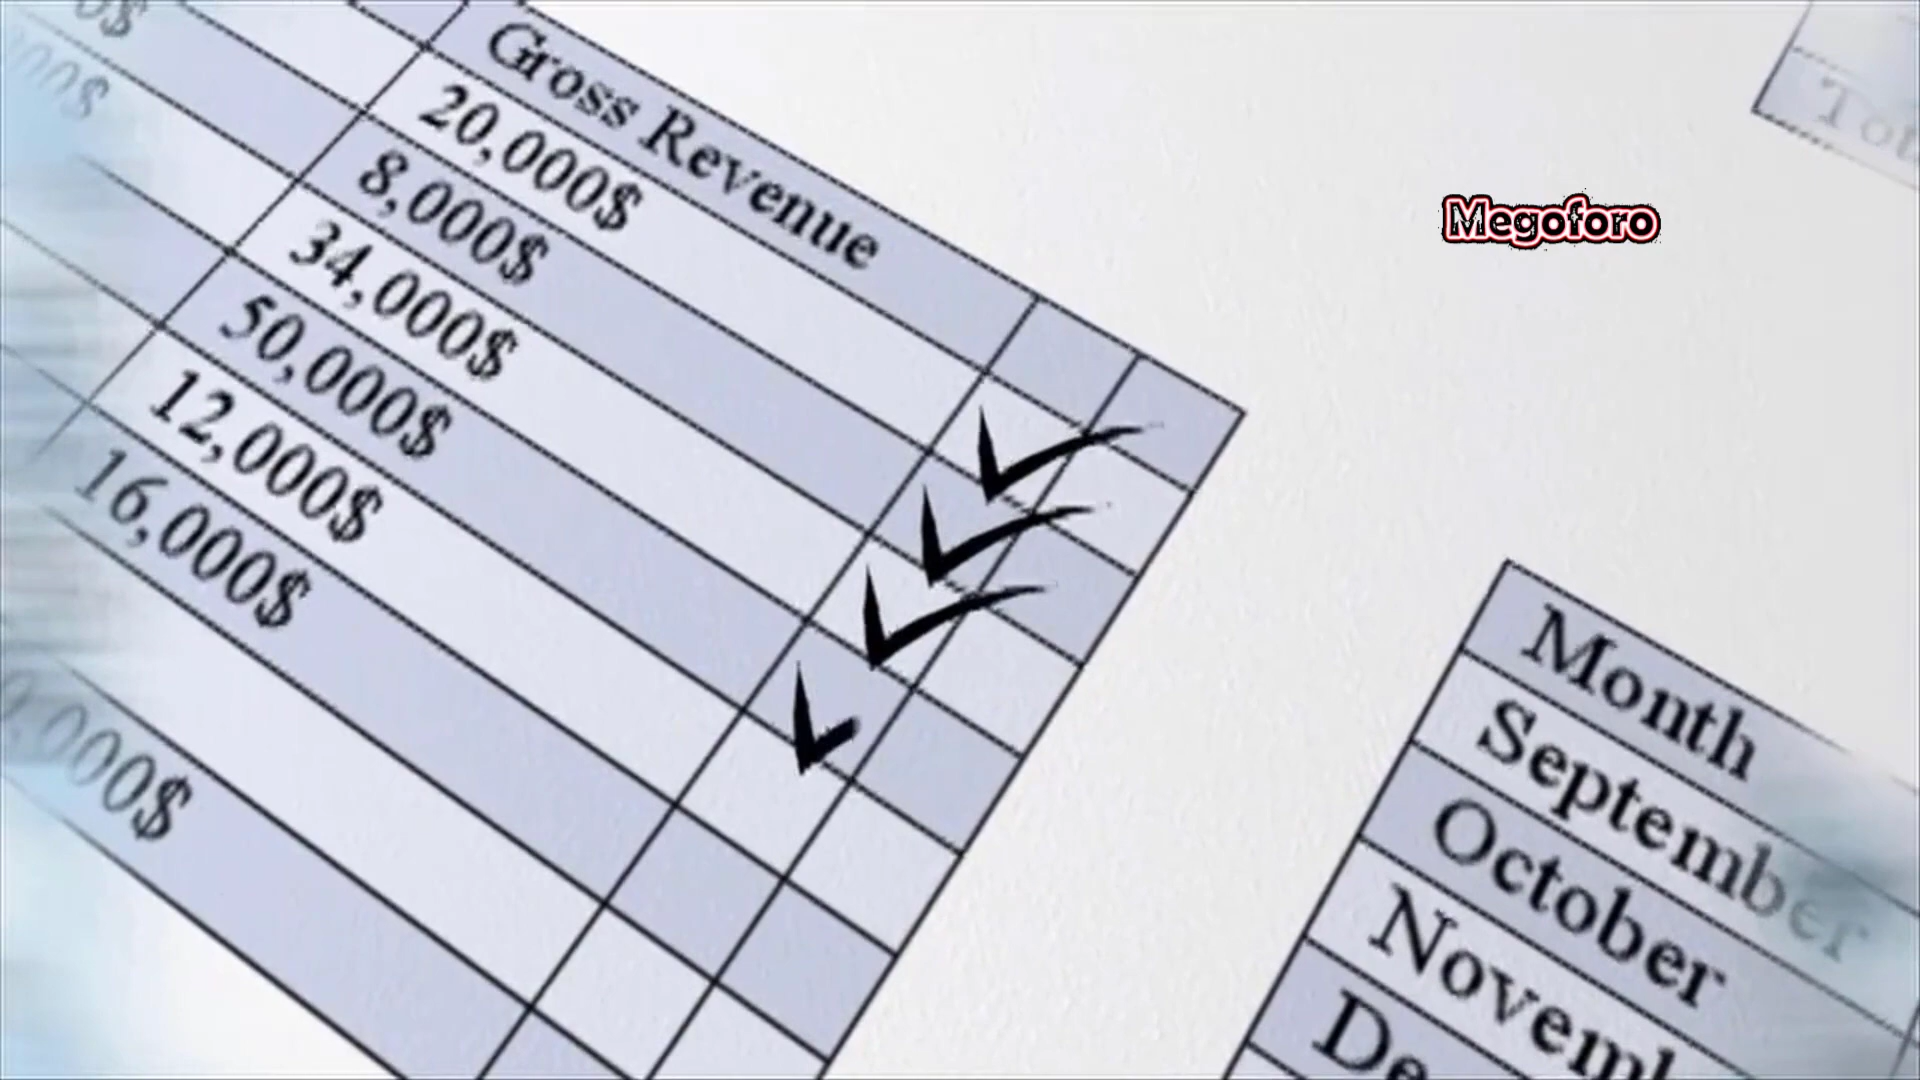 Gross Revenue
20,000$
8,000$
34,000$
50,000$
12,000$
16,000$
Megoforo
Month
September
October